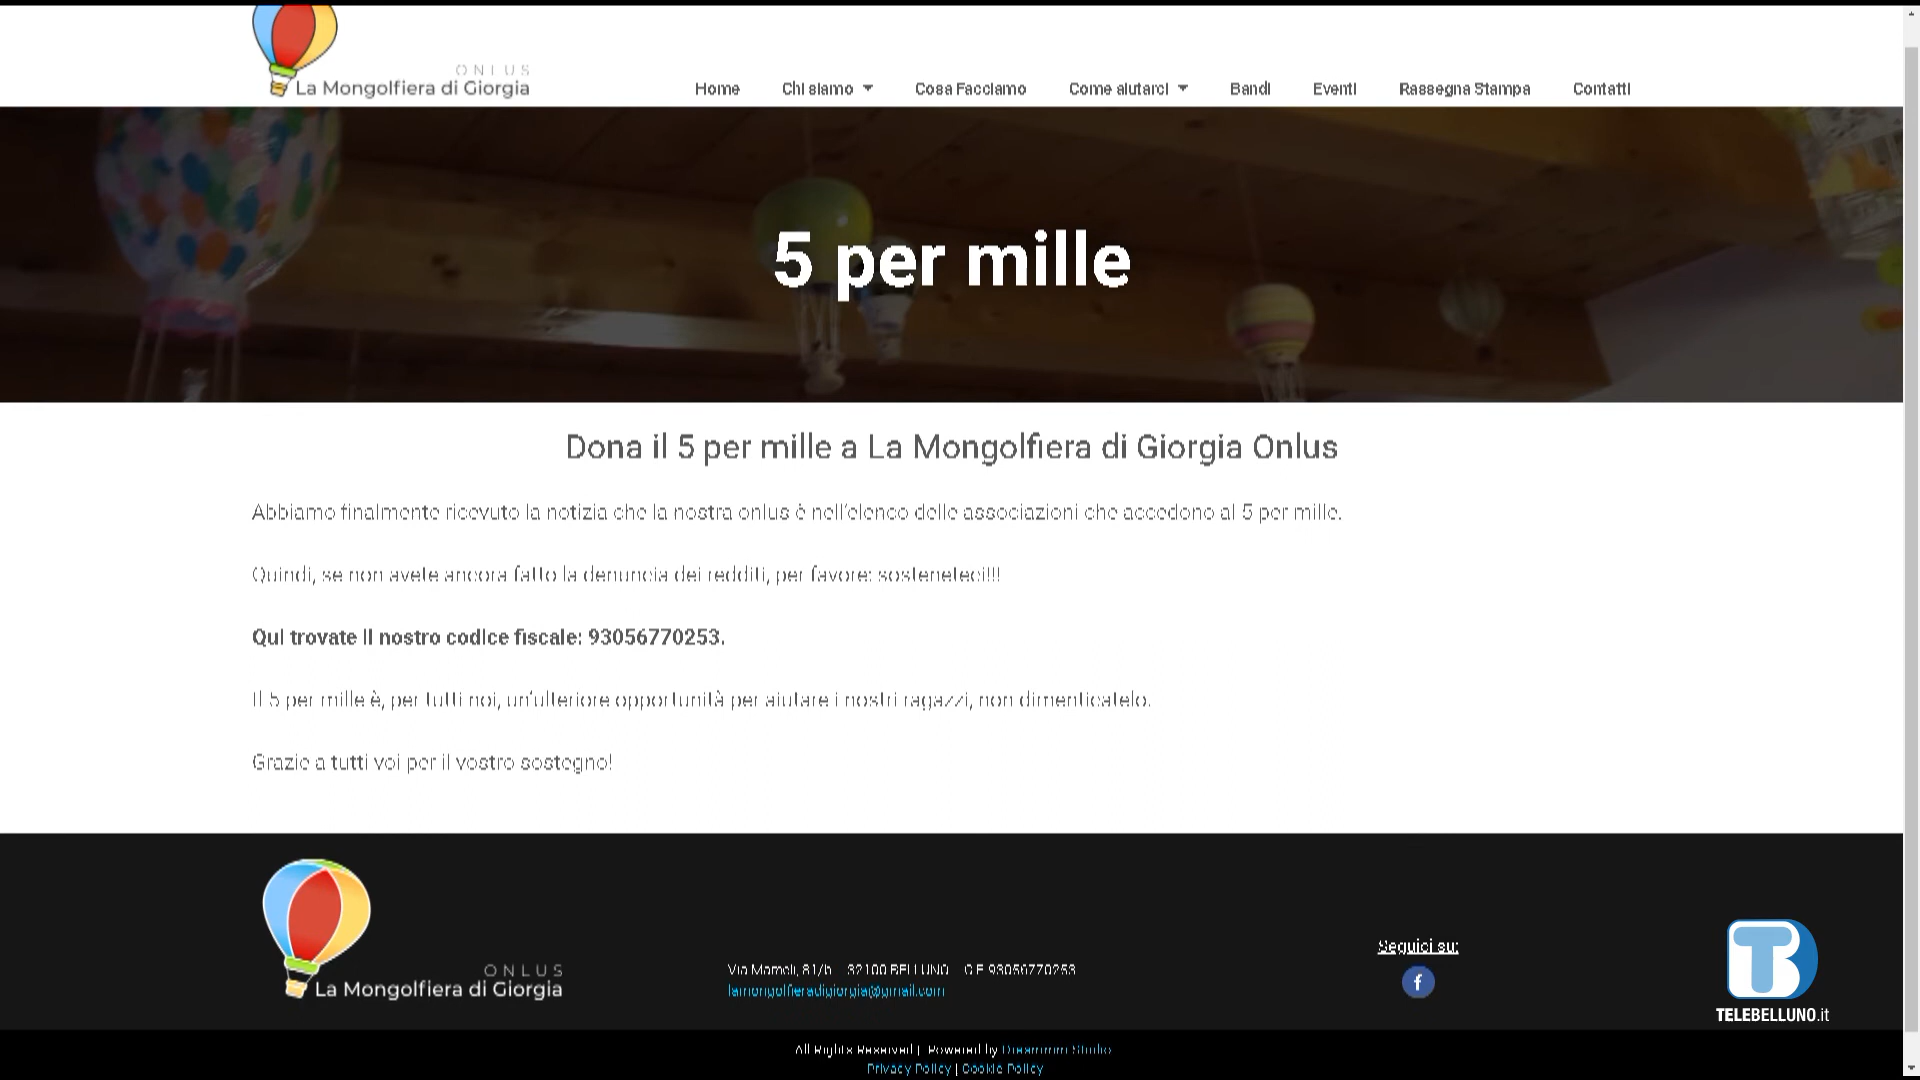 ONLUS
La Mongolfiera di Giorgia
Home Chi siamo Cosa Facciamo Come aiutarci Bandi Eventi Rassegna Stampa Contatti
5 per mille
Dona il 5 per mille a La Mongolfiera di Giorgia Onlus
Abbiamo finalmente ricevuto la notizia che la nostra onlus è nell'elenco delle associazioni che accedono al 5 per mille.
Quindi, se non avete ancora fatto la denuncia dei redditi, per favore: sosteneteci!!!
Qui trovate il nostro codice fiscale: 93056770253.
Il 5 per mille è, per tutti noi, un'ulteriore opportunità per aiutare i nostri ragazzi, non dimenticatelo.
Grazie a tutti voi per il vostro sostegno!
ONLUS
La Mongolfiera di Giorgia
Via Mameli, 81/b 32100 BELLUNO C.F. 93056770253
lamongolfieradigiorgia@gmail.com
Seguici su:
TELEBELLUNO.it
All Rights Reserved | Powered by Studio
Privacy Policy | Cookie Policy